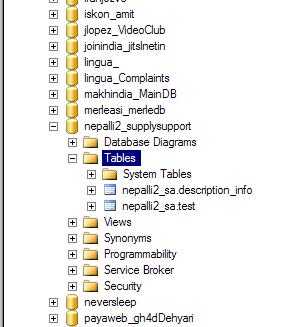 iskon_amit
jlopez_VideoClub
joinindia_jitslnetin
lingua_
lingua_Complaints
makhindia_MainDB
merleasi_merledb
nepalli2_supplysupport
Database Diagrams
Tables
System Tables
nepalli2_sa.description_info
nepalli2_sa.test
Views
Synonyms
Programmability
Service Broker
Security
neversleep
payaweb_gh4dDehyari